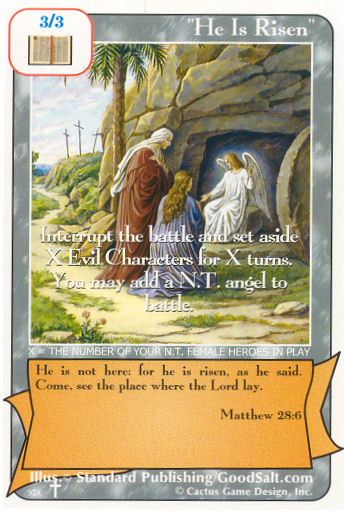 3/3
"He Is Risen"
Interrupt the battle and set aside
X Evil Characters for X turns.
You may add a N.T. angel to
battle.
X = THE NUMBER OF YOUR N.T. FEMALE HEROES IN PLAY
He is not here: for he is risen, as he said.
Come, see the place where the Lord lay.
Matthew 28:6
Illus. © Standard Publishing/GoodSalt.com
© Cactus Game Design, Inc.